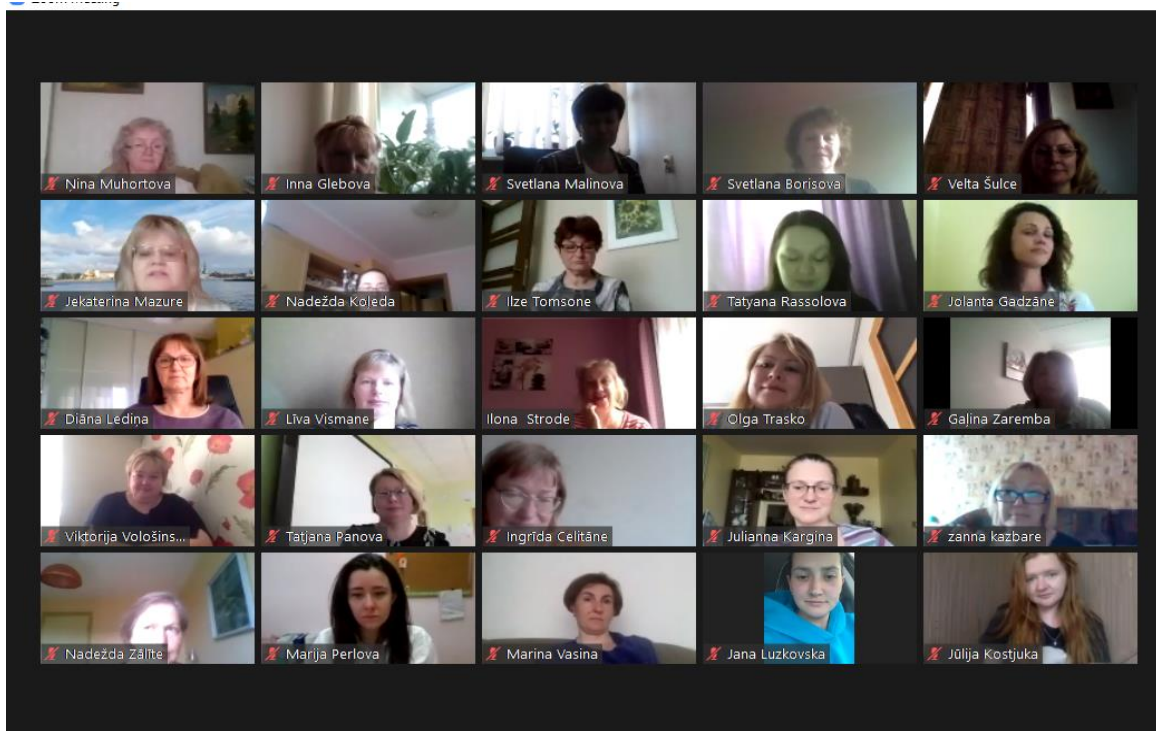 Zoom Meeting
Nina Muhortova
Inna Glebova
Svetlana Malinova
Svetlana Borisova
Velta Šulce
Jekaterina Mazure
Nadežda Koļeda
Ilze Tomsone
Tatyana Rassolova
Jolanta Gadzāne
Diāna Lediņa
Līva Vismane
Ilona Strode
Olga Trasko
Gaļina Zaremba
Viktorija Vološins...
Tatjana Panova
Ingrīda Celitāne
Julianna Kargina
zanna kazbare
Nadežda Zālīte
Marija Perlova
Marina Vasina
Jana Luzkovska
Jūlija Kostjuka